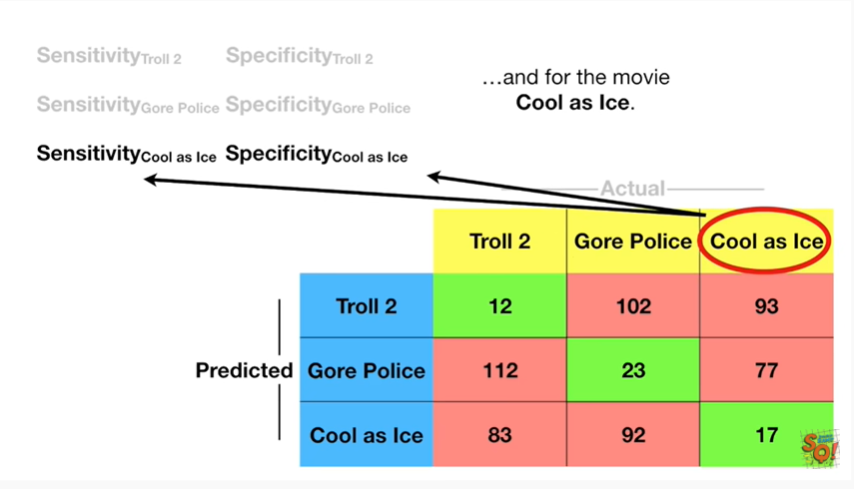 Sensitivity Troll 2 Specificity Troll 2
…and for the movie
Cool as Ice.
Sensitivity Gore Police Specificity Gore Police
Sensitivity Cool as Ice Specificity Cool as Ice
Actual
Troll 2 Gore Police Cool as Ice
Troll 2 12 102 93
Predicted Gore Police 112 23 77
Cool as Ice 83 92 17
SQ!